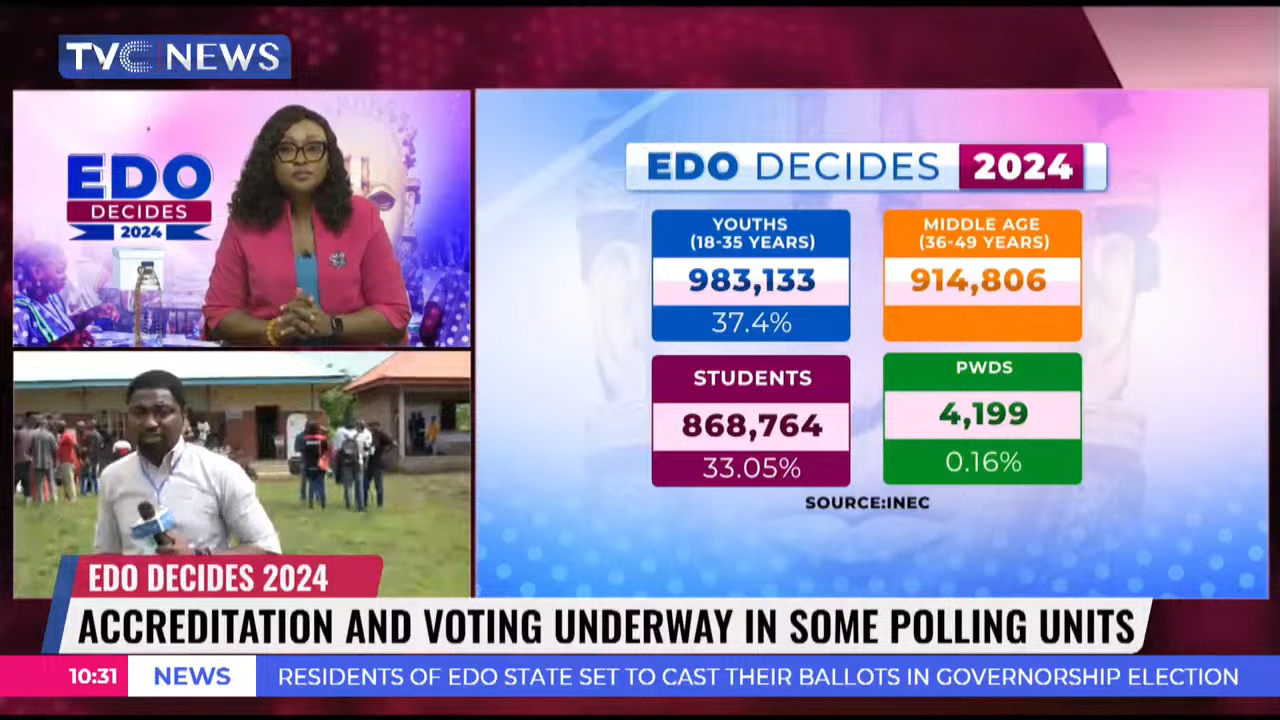 TVC NEWS
EDO
DECIDES
2024
EDO DECIDES 2024
YOUTHS
(18-35 YEARS)
983,133
37.4%
MIDDLE AGE
(36-49 YEARS)
914,806
STUDENTS
868,764
33.05%
PWDS
4,199
0.16%
SOURCE:INEC
EDO DECIDES 2024
ACCREDITATION AND VOTING UNDERWAY IN SOME POLLING UNITS
10:31 NEWS RESIDENTS OF EDO STATE SET TO CAST THEIR BALLOTS IN GOVERNORSHIP ELECTION